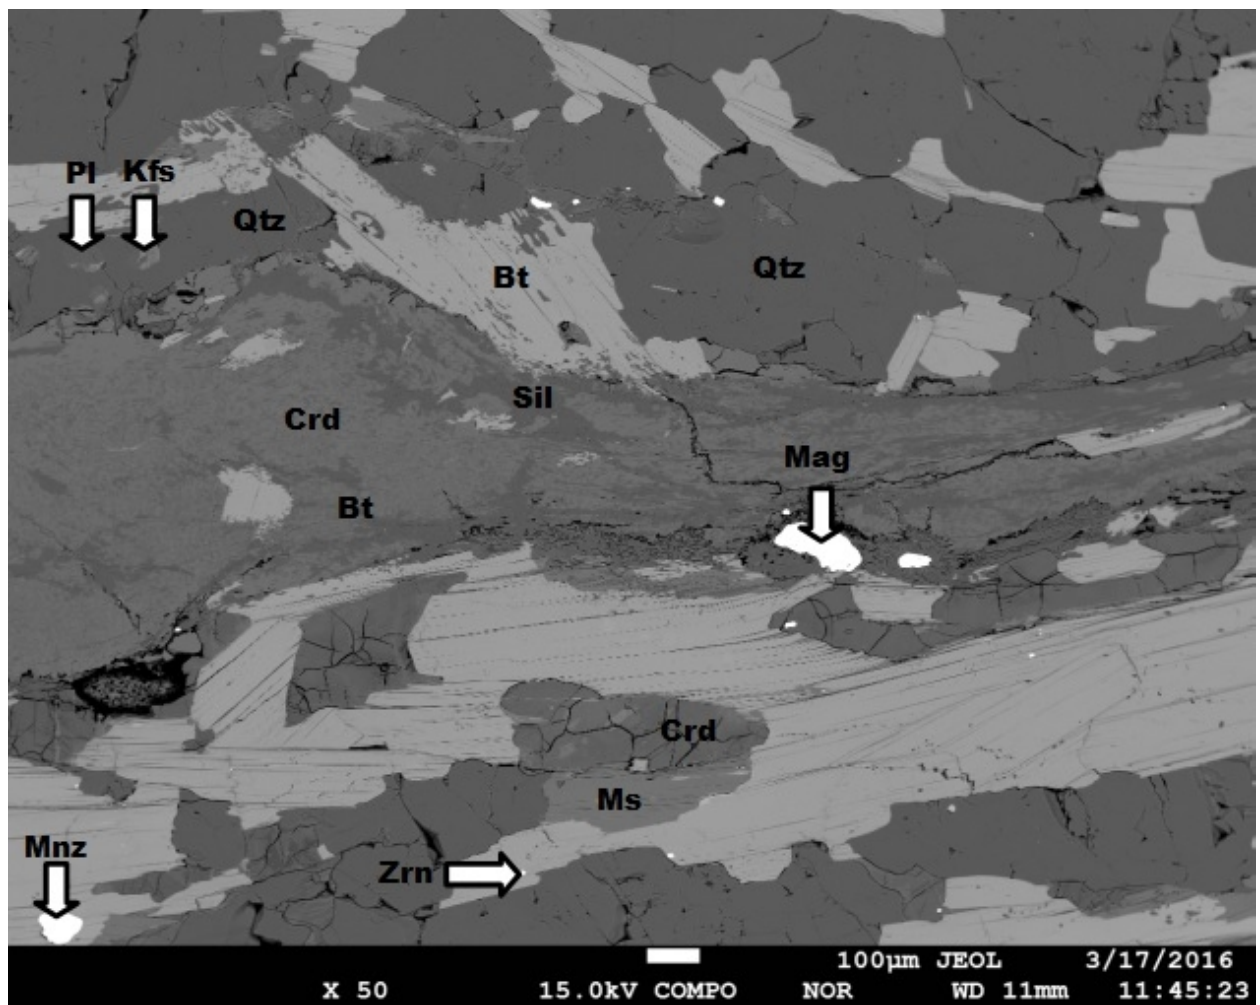 Pl Kfs
Qtz
Bt
Qtz
Sil
Crd
Mag
Bt
Crd
Ms
Mnz
Zrn
100µm JEOL 3/17/2016
X 50 15.0kV COMPO NOR WD 11mm 11:45:23